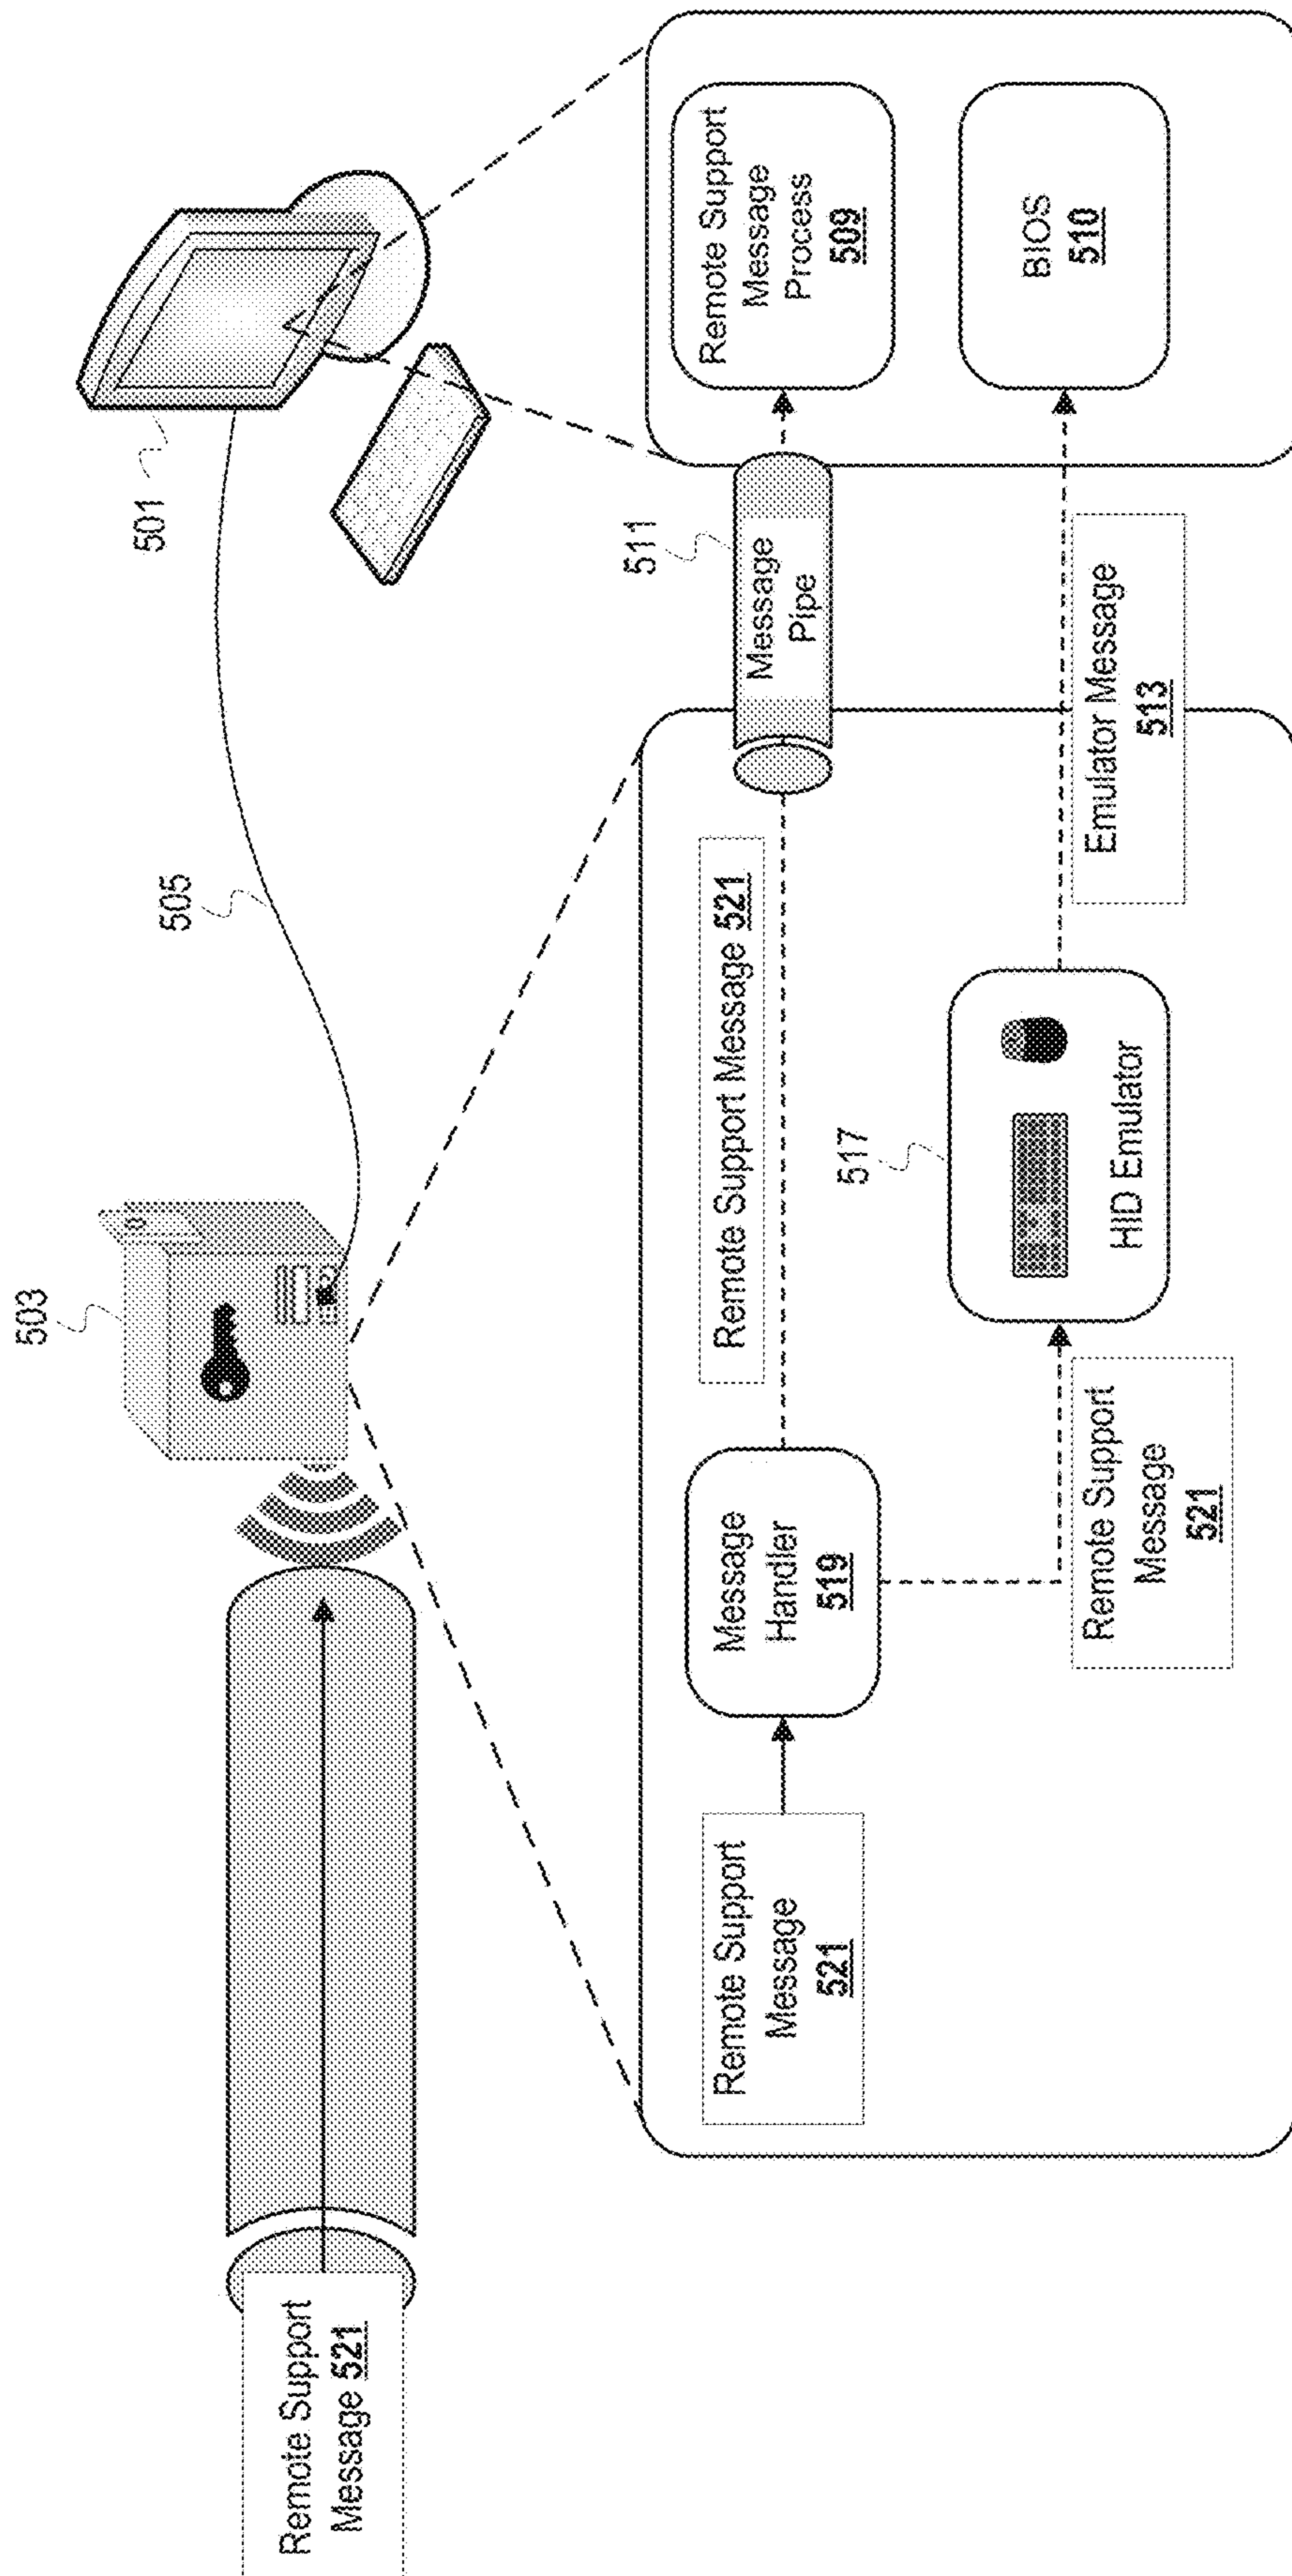 503
505
501
Remote Support
Message 521
Remote Support
Message
521
Message
Handler
519
Remote Support Message 521
511
Message
Pipe
Remote Support
Message
Process
509
Remote Support
Message
521
517
HID Emulator
Emulator Message
513
BIOS
510